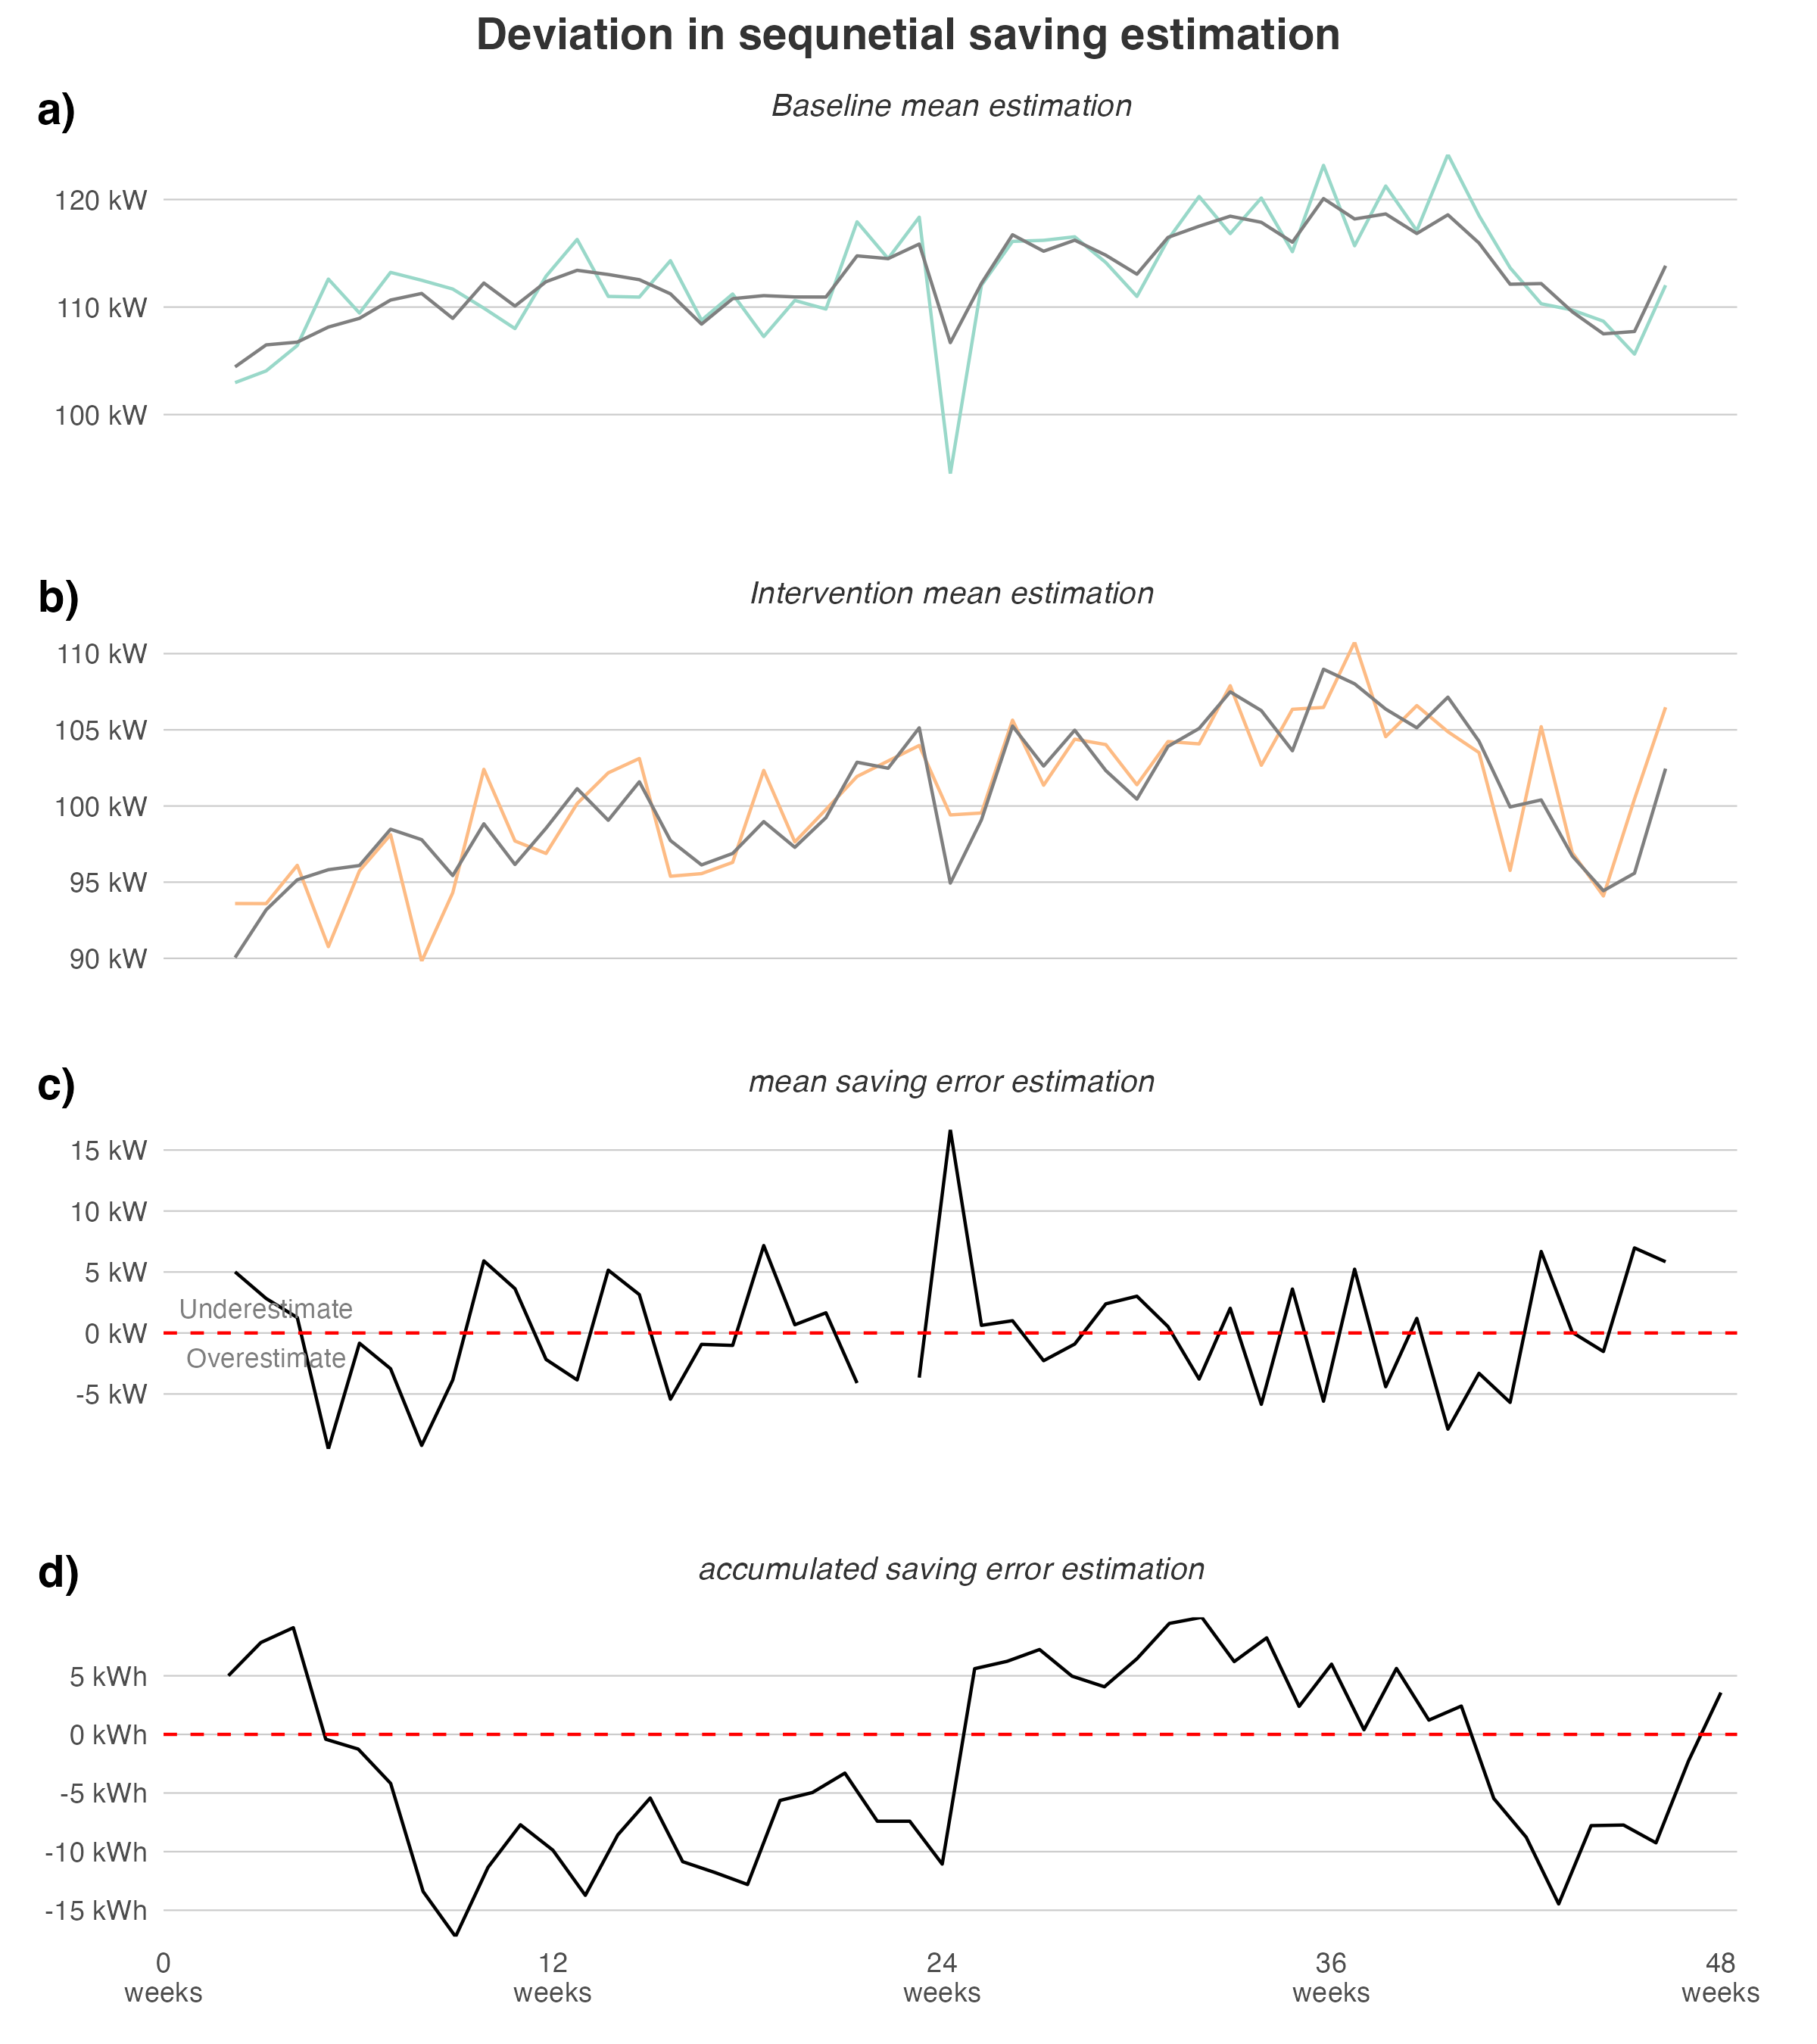 Deviation in sequnetial saving estimation
a)
Baseline mean estimation
120 kW
110 kW
100 kW
b)
Intervention mean estimation
110 kW
105 kW
100 kW
95 kW
90 kW
c)
mean saving error estimation
15 kW
10 kW
5 kW
Underestimate
0 kW
Overestimate
-5 kW
d)
accumulated saving error estimation
5 kWh
0 kWh
-5 kWh
-10 kWh
-15 kWh
0 12 24 36 48
weeks weeks weeks weeks weeks